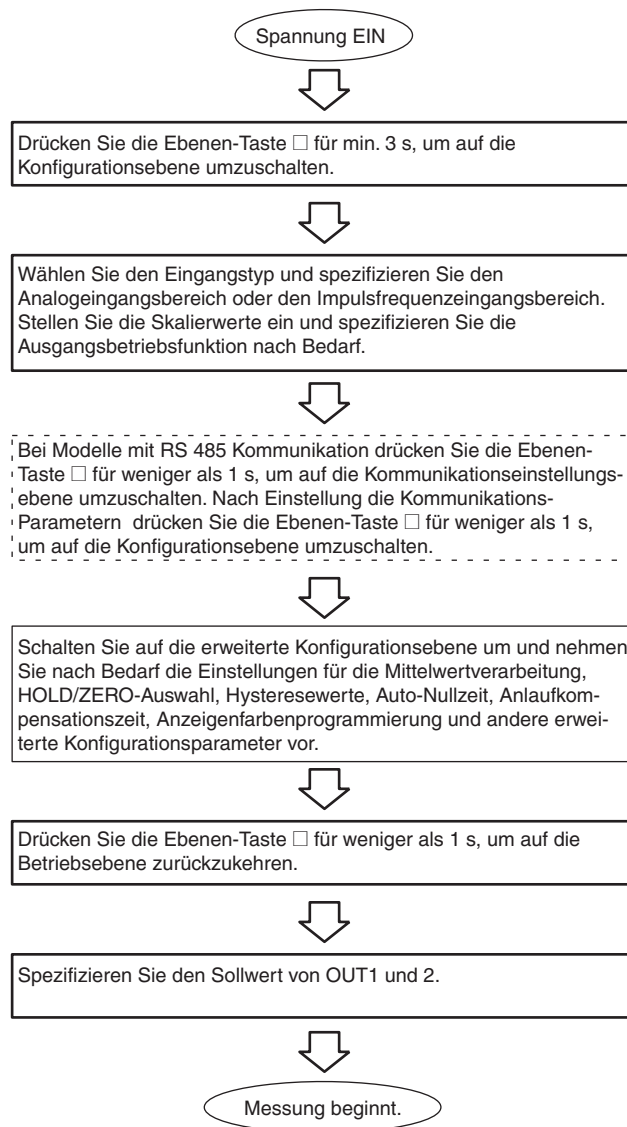 Spannung EIN
Drücken Sie die Ebenen-Taste □ für min. 3 s, um auf die
Konfigurationsebene umzuschalten.
Wählen Sie den Eingangstyp und spezifizieren Sie den
Analogeingangsbereich oder den Impulsfrequenzeingangsbereich.
Stellen Sie die Skalierwerte ein und spezifizieren Sie die
Ausgangsbetriebsfunktion nach Bedarf.
Bei Modelle mit RS 485 Kommunikation drücken Sie die Ebenen-
Taste □ für weniger als 1 s, um auf die Kommunikationseinstellungs-
ebene umzuschalten. Nach Einstellung die Kommunikations-
Parametern drücken Sie die Ebenen-Taste □ für weniger als 1 s,
um auf die Konfigurationsebene umzuschalten.
Schalten Sie auf die erweiterte Konfigurationsebene um und nehmen
Sie nach Bedarf die Einstellungen für die Mittelwertverarbeitung,
HOLD/ZERO-Auswahl, Hysteresewerte, Auto-Nullzeit, Anlaufkom-
pensationszeit, Anzeigenfarbenprogrammierung und andere erwei-
terte Konfigurationsparameter vor.
Drücken Sie die Ebenen-Taste □ für weniger als 1 s, um auf die
Betriebsebene zurückzukehren.
Spezifizieren Sie den Sollwert von OUT1 und 2.
Messung beginnt.